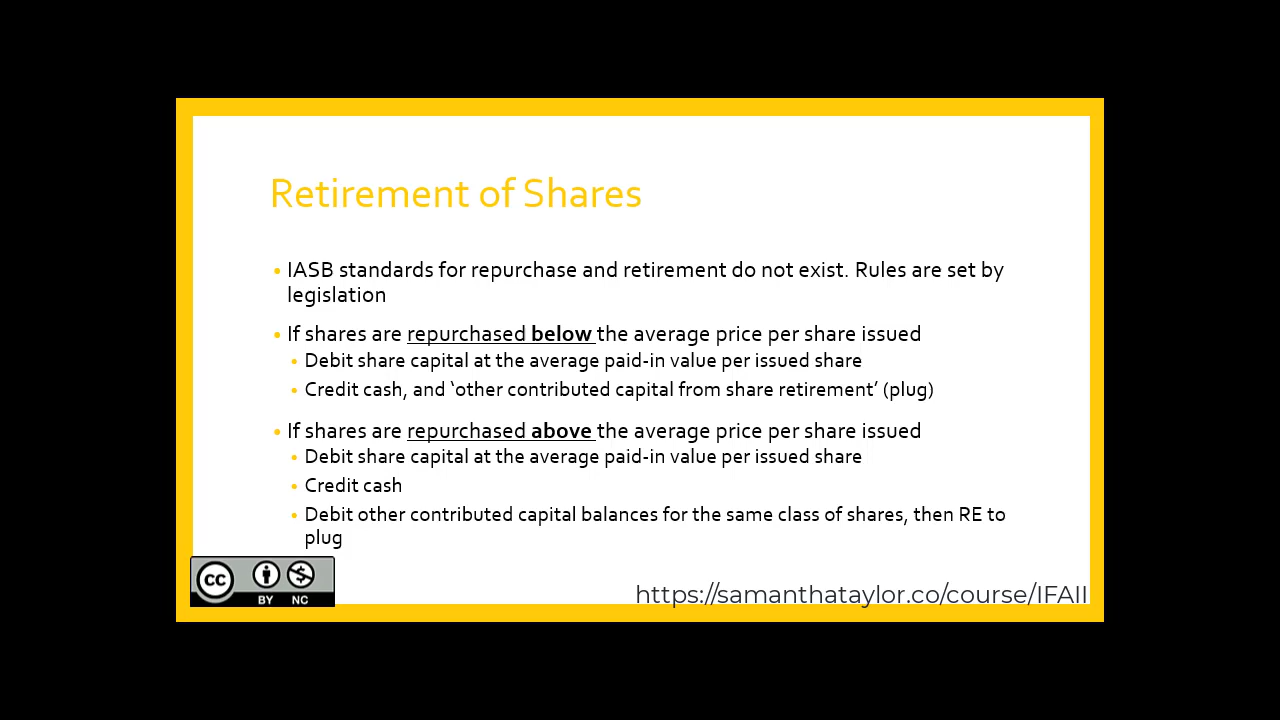 Retirement of Shares
• IASB standards for repurchase and retirement do not exist. Rules are set by
legislation
• If shares are repurchased below the average price per share issued
• Debit share capital at the average paid-in value per issued share
• Credit cash, and ‘other contributed capital from share retirement’ (plug)
• If shares are repurchased above the average price per share issued
• Debit share capital at the average paid-in value per issued share
• Credit cash
• Debit other contributed capital balances for the same class of shares, then RE to
plug
cc
BY NC
https://samanthataylor.co/course/IFAII